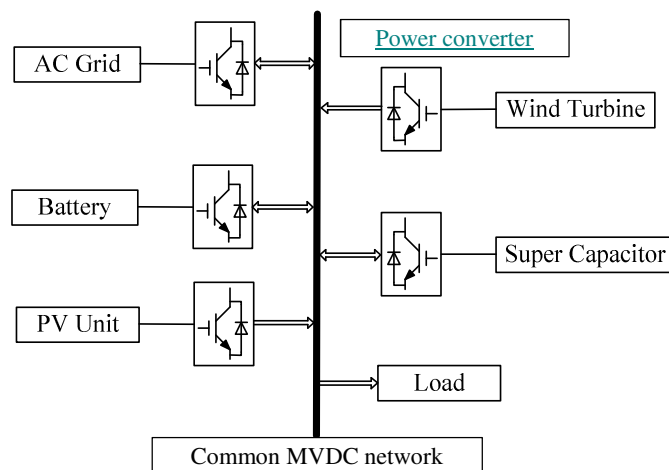 Power converter
AC Grid
Wind Turbine
Battery
Super Capacitor
PV Unit
Load
Common MVDC network